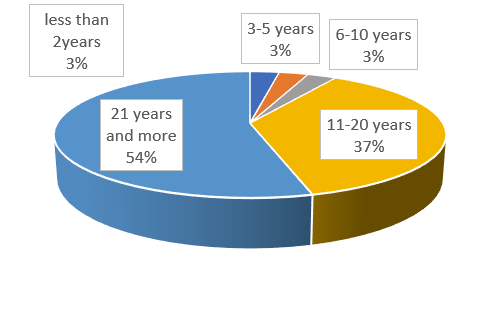 less than
2years
3%
3-5 years
3%
6-10 years
3%
21 years
and more
54%
11-20 years
37%